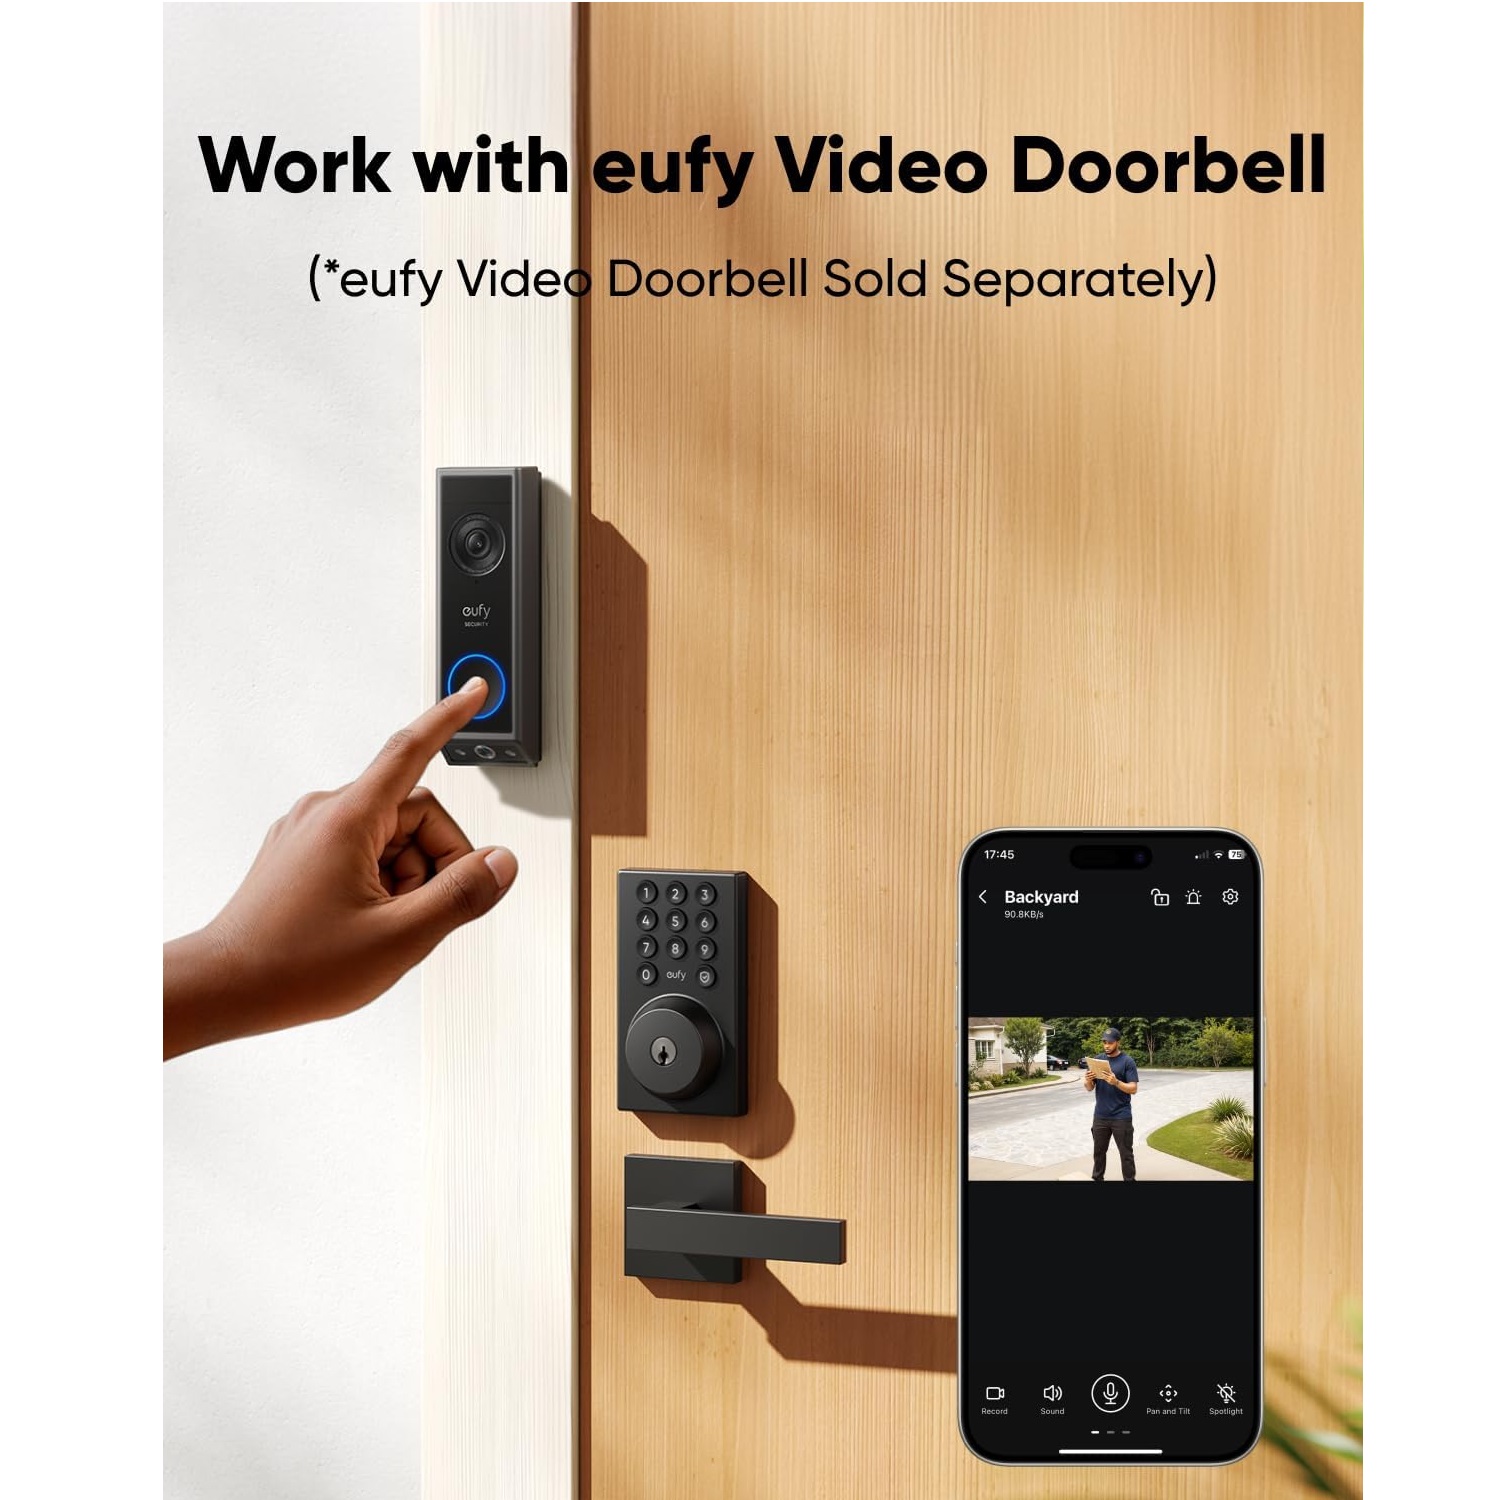 Work with eufy Video Doorbell
(*eufy Video Doorbell Sold Separately)
eufy
SECURITY
1 2 3
4 5 6
7 8 9
0 eufy
17:45
75
Backyard
90.8KB/s
Record Sound Pan and Tilt Spotlight